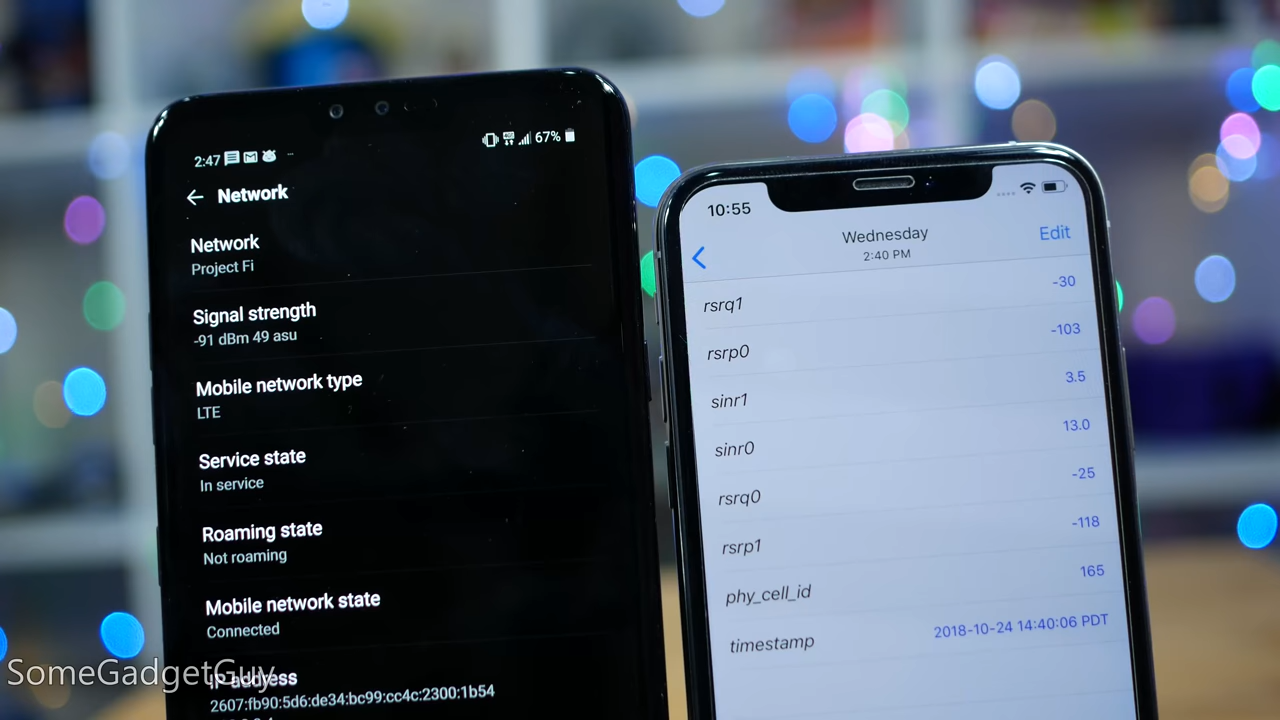 2:47
67%
Network
Network
Project Fi
Signal strength
-91 dBm 49 asu
Mobile network type
LTE
Service state
In service
Roaming state
Not roaming
Mobile network state
Connected
IP address
2607:fb90:5d6:de34:bc99:cc4c:2300:1b54
10:55
Wednesday
2:40 PM
Edit
rsrq1 -30
rsrp0 -103
sinr1 3.5
sinr0 13.0
rsrq0 -25
rsrp1 -118
phy_cell_id 165
timestamp 2018-10-24 14:40:06 PDT
SomeGadgetGuy